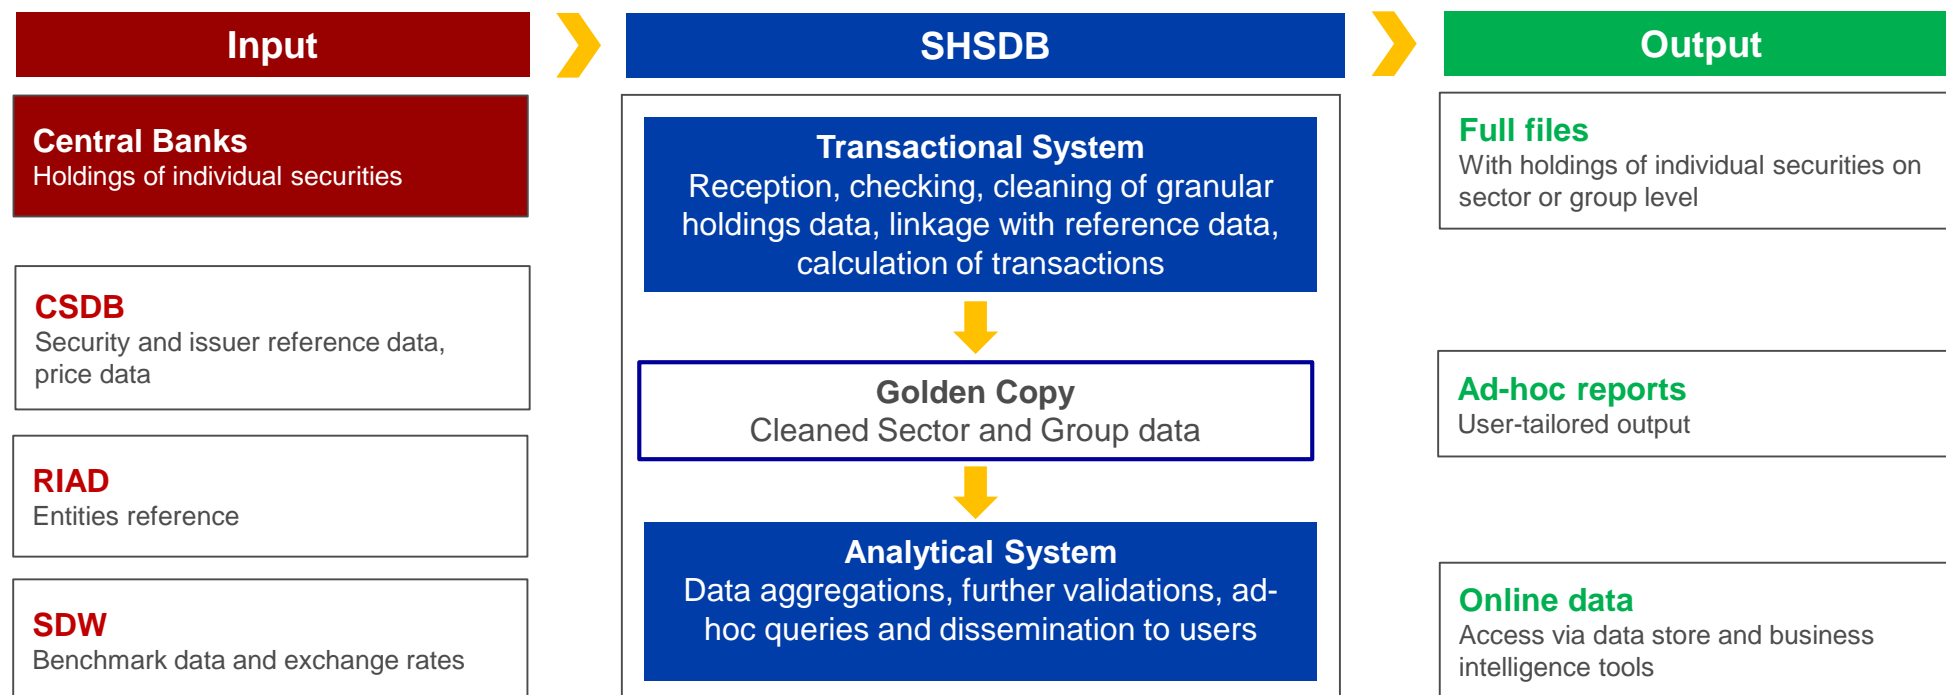 Input
SHSDB
Output
Central Banks
Holdings of individual securities
CSDB
Security and issuer reference data,
price data
RIAD
Entities reference
SDW
Benchmark data and exchange rates
Transactional System
Reception, checking, cleaning of granular
holdings data, linkage with reference data,
calculation of transactions
Golden Copy
Cleaned Sector and Group data
Analytical System
Data aggregations, further validations, ad-
hoc queries and dissemination to users
Full files
With holdings of individual securities on
sector or group level
Ad-hoc reports
User-tailored output
Online data
Access via data store and business
intelligence tools